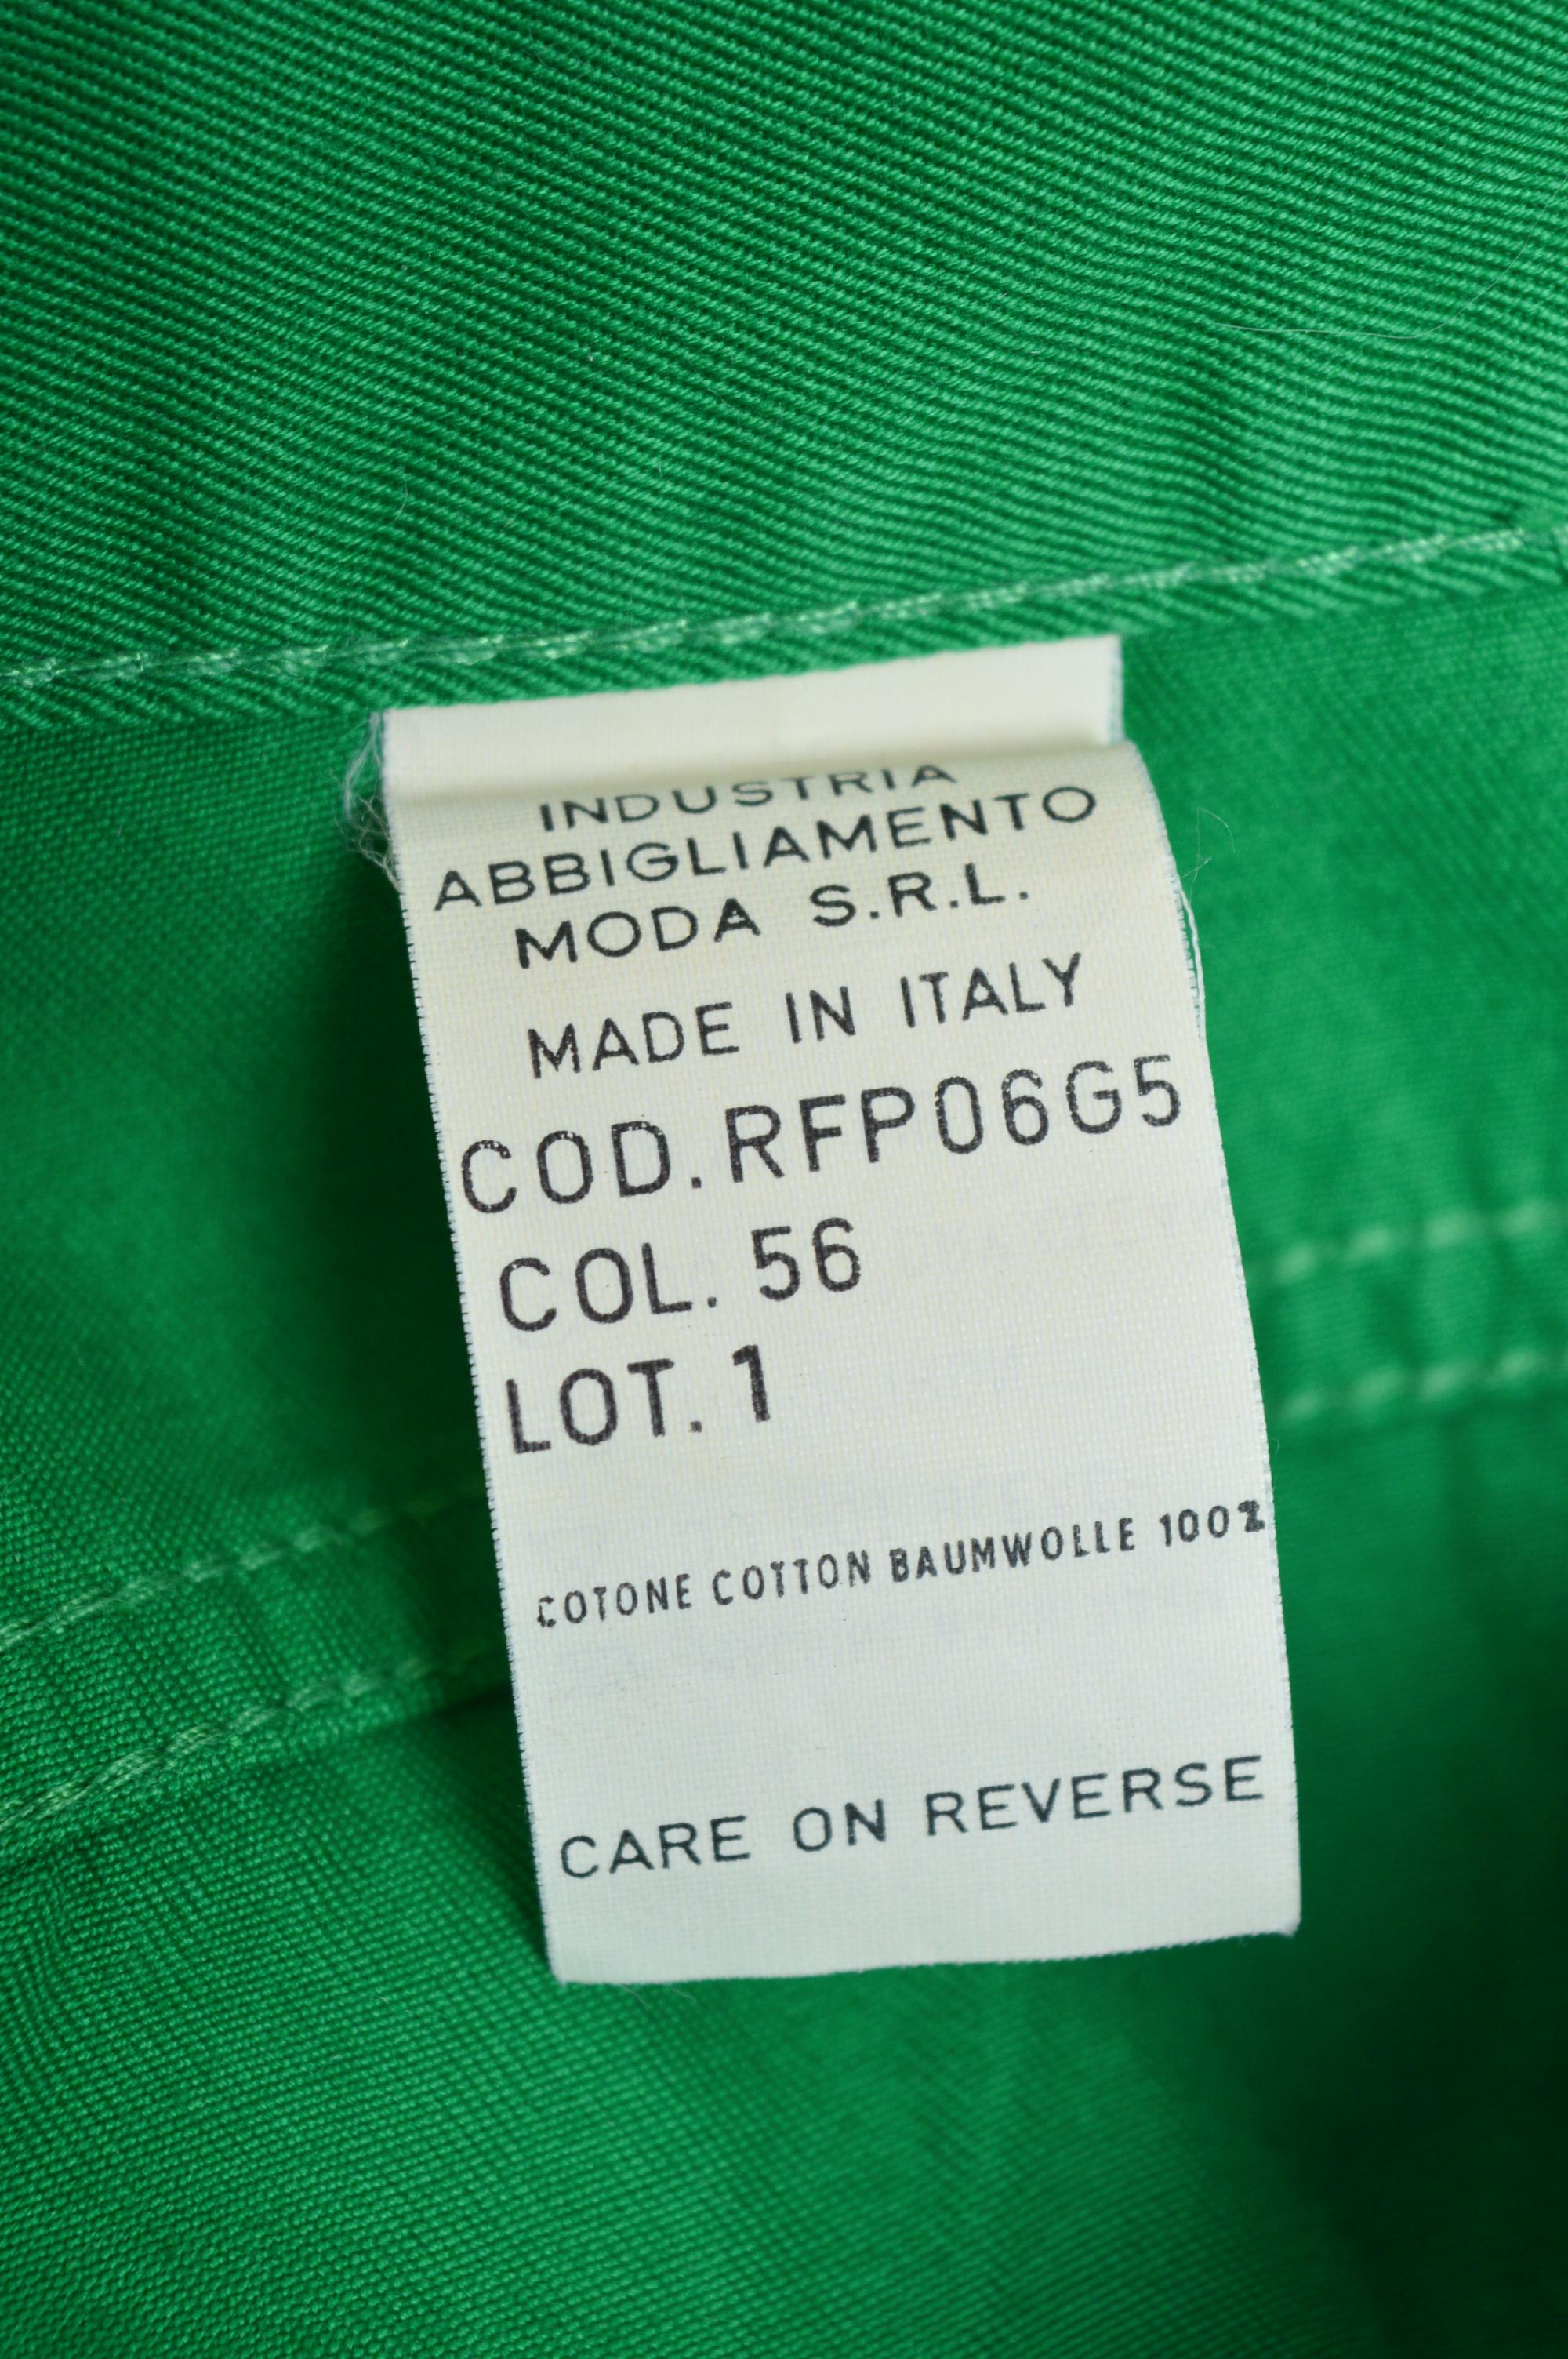 INDUSTRIA
ABBIGLIAMENTO
MODA S.R.L.
MADE IN ITALY
COD.RFP06G5
COL. 56
LOT. 1
COTONE COTTON BAUMWOLLE 100%
CARE ON REVERSE